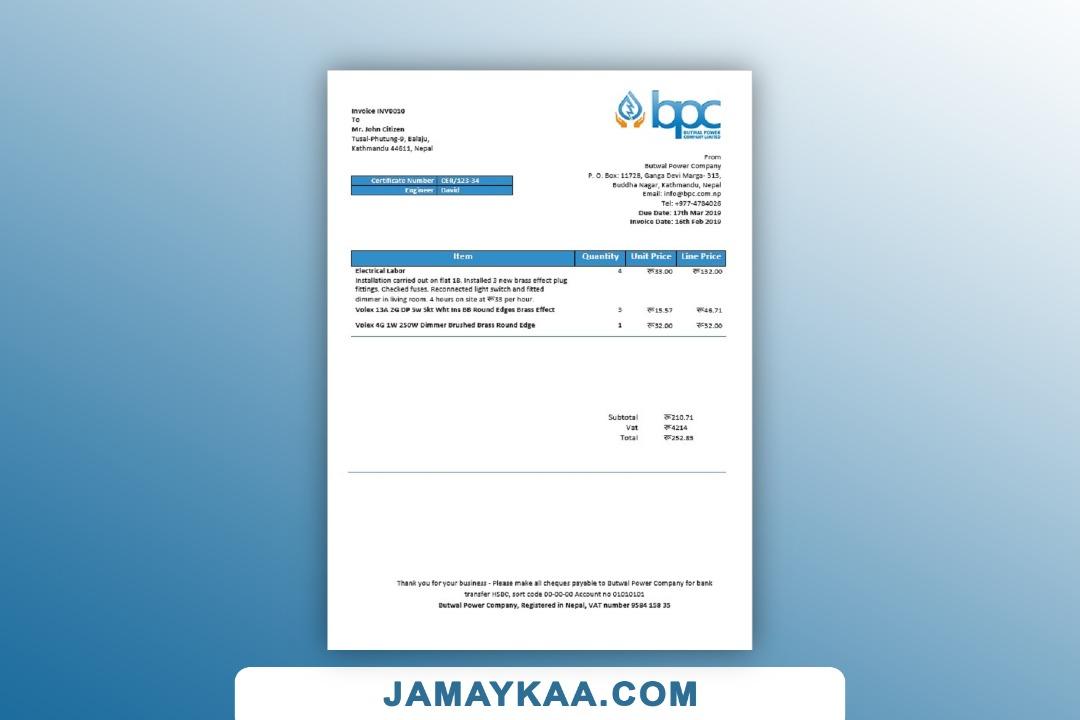 Invoice INV0010
To
Mr. John Citizen
Tusal-Phutung-9, Balaju,
Kathmandu 44611, Nepal
bpc
BUTWAL POWER
COMPANY LIMITED
From
Butwal Power Company
P. O. Box: 11728, Ganga Devi Marga- 313,
Buddha Nagar, Kathmandu, Nepal
Email: info@bpc.com.np
Tel: +977-4784026
Due Date: 17th Mar 2019
Invoice Date: 16th Feb 2019
Certificate Number CER/123-34
Engineer David
Item Quantity Unit Price Line Price
Electrical Labor 4 रू33.00 रू132.00
Installation carried out on flat 18. Installed 3 new brass effect plug
fittings. Checked fuses. Reconnected light switch and fitted
dimmer in living room. 4 hours on site at रू33 per hour.
Volex 13A 2G DP Sw Skt Wht Ins BB Round Edges Brass Effect 3 रू15.57 रू46.71
Volex 4G 1W 250W Dimmer Brushed Brass Round Edge 1 रू32.00 रू32.00
Subtotal रू210.71
Vat रू4214
Total रू252.85
Thank you for your business - Please make all cheques payable to Butwal Power Company for bank
transfer HSBC, sort code 00-00-00 Account no 01010101
Butwal Power Company, Registered in Nepal, VAT number 9584 158 35
JAMAYKAA.COM